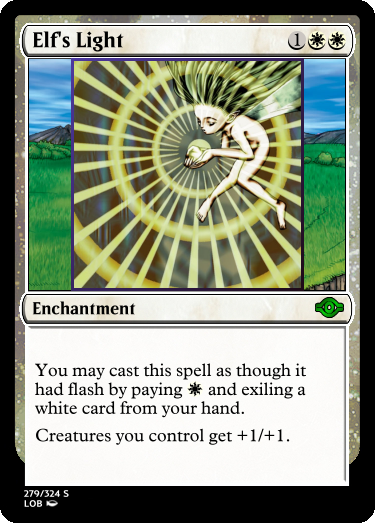 Elf's Light 1
Enchantment
You may cast this spell as though it
had flash by paying and exiling a
white card from your hand.
Creatures you control get +1/+1.
279/324 S
LOB